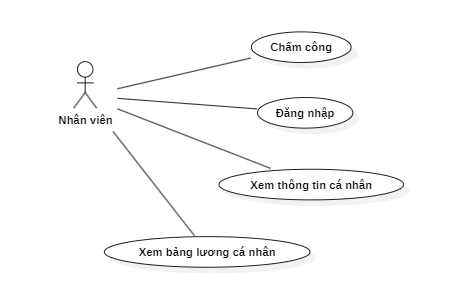 Chấm công
Nhân viên
Đăng nhập
Xem thông tin cá nhân
Xem bảng lương cá nhân